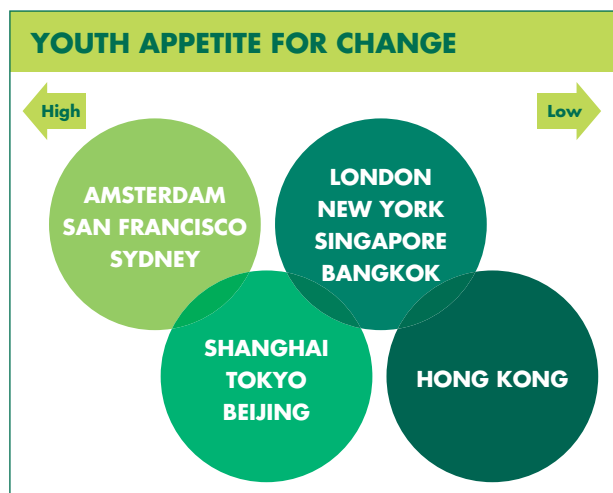 YOUTH APPETITE FOR CHANGE
High
Low
AMSTERDAM
SAN FRANCISCO
SYDNEY
LONDON
NEW YORK
SINGAPORE
BANGKOK
SHANGHAI
TOKYO
BEIJING
HONG KONG